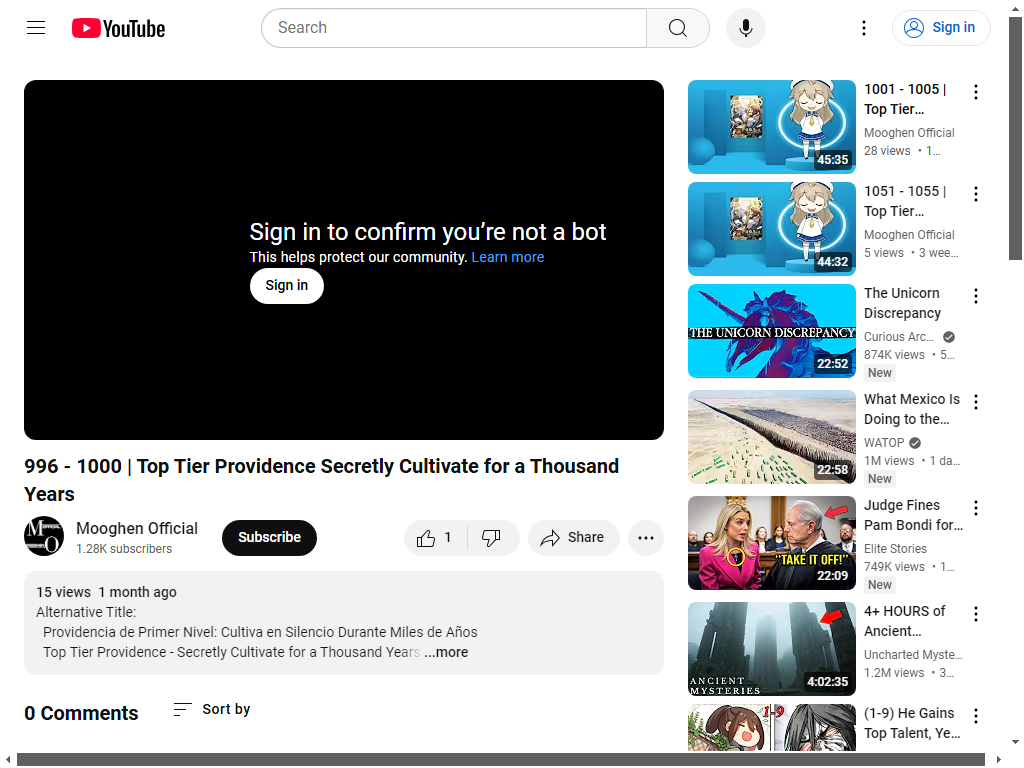 YouTube
Search
Sign in
Sign in to confirm you’re not a bot
This helps protect our community. Learn more
Sign in
996 - 1000 | Top Tier Providence Secretly Cultivate for a Thousand
Years
Mooghen Official
1.28K subscribers
Subscribe
1
Share
15 views 1 month ago
Alternative Title:
Providencia de Primer Nivel: Cultiva en Silencio Durante Miles de Años
Top Tier Providence - Secretly Cultivate for a Thousand Years ...more
0 Comments
Sort by
45:35
1001 - 1005 |
Top Tier…
Mooghen Official
28 views • 1…
44:32
1051 - 1055 |
Top Tier…
Mooghen Official
5 views • 3 wee…
THE UNICORN DISCREPANCY
22:52
The Unicorn
Discrepancy
Curious Arc…
874K views • 5…
New
22:58
What Mexico Is
Doing to the…
WATOP
1M views • 1 da…
New
"TAKE IT OFF!"
22:09
Judge Fines
Pam Bondi for…
Elite Stories
749K views • 1…
New
ANCIENT
MYSTERIES
4:02:35
4+ HOURS of
Ancient…
Uncharted Myste…
1.2M views • 3…
1-9
(1-9) He Gains
Top Talent, Ye…